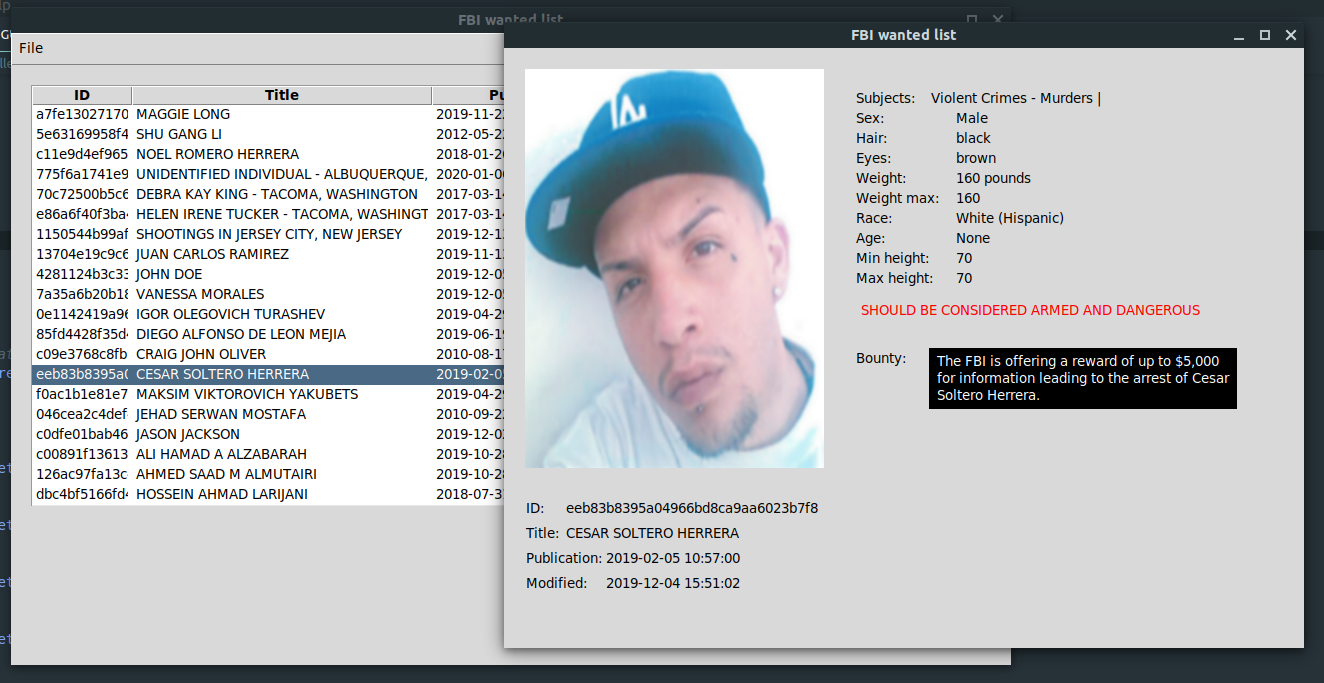 lp
FBI wanted list
G
File
lle
ID Title Pu
a7fe13027170 MAGGIE LONG 2019-11-22
5e63169958f4 SHU GANG LI 2012-05-2
c11e9d4ef965 NOEL ROMERO HERRERA 2018-01-2
775f6a1741e9 UNIDENTIFIED INDIVIDUAL - ALBUQUERQUE, 2020-01-0
70c72500b5c6 DEBRA KAY KING - TACOMA, WASHINGTON 2017-03-14
e86a6f40f3ba HELEN IRENE TUCKER - TACOMA, WASHINGT 2017-03-14
1150544b99af SHOOTINGS IN JERSEY CITY, NEW JERSEY 2019-12-1
13704e19c9c6 JUAN CARLOS RAMIREZ 2019-11-1
4281124b3c33 JOHN DOE 2019-12-0
7a35a6b20b18 VANESSA MORALES 2019-12-0
0e1142419a96 IGOR OLEGOVICH TURASHEV 2019-04-29
85fd4428f35d DIEGO ALFONSO DE LEON MEJIA 2019-06-19
c09e3768c8fb CRAIG JOHN OLIVER 2010-08-1
eeb83b8395a0 CESAR SOLTERO HERRERA 2019-02-0
f0ac1b1e81e7 MAKSIM VIKTOROVICH YAKUBETS 2019-04-29
046cea2c4def JEHAD SERWAN MOSTAFA 2010-09-2
c0dfe01bab46 JASON JACKSON 2019-12-0
c00891f13613 ALI HAMAD A ALZABARAH 2019-10-28
126ac97fa13c AHMED SAAD M ALMUTAIRI 2019-10-28
dbc4bf5166fd HOSSEIN AHMAD LARIJANI 2018-07-3
FBI wanted list
LA
Subjects: Violent Crimes - Murders |
Sex: Male
Hair: black
Eyes: brown
Weight: 160 pounds
Weight max: 160
Race: White (Hispanic)
Age: None
Min height: 70
Max height: 70
SHOULD BE CONSIDERED ARMED AND DANGEROUS
Bounty: The FBI is offering a reward of up to $5,000
for information leading to the arrest of Cesar
Soltero Herrera.
ID: eeb83b8395a04966bd8ca9aa6023b7f8
Title: CESAR SOLTERO HERRERA
Publication: 2019-02-05 10:57:00
Modified: 2019-12-04 15:51:02